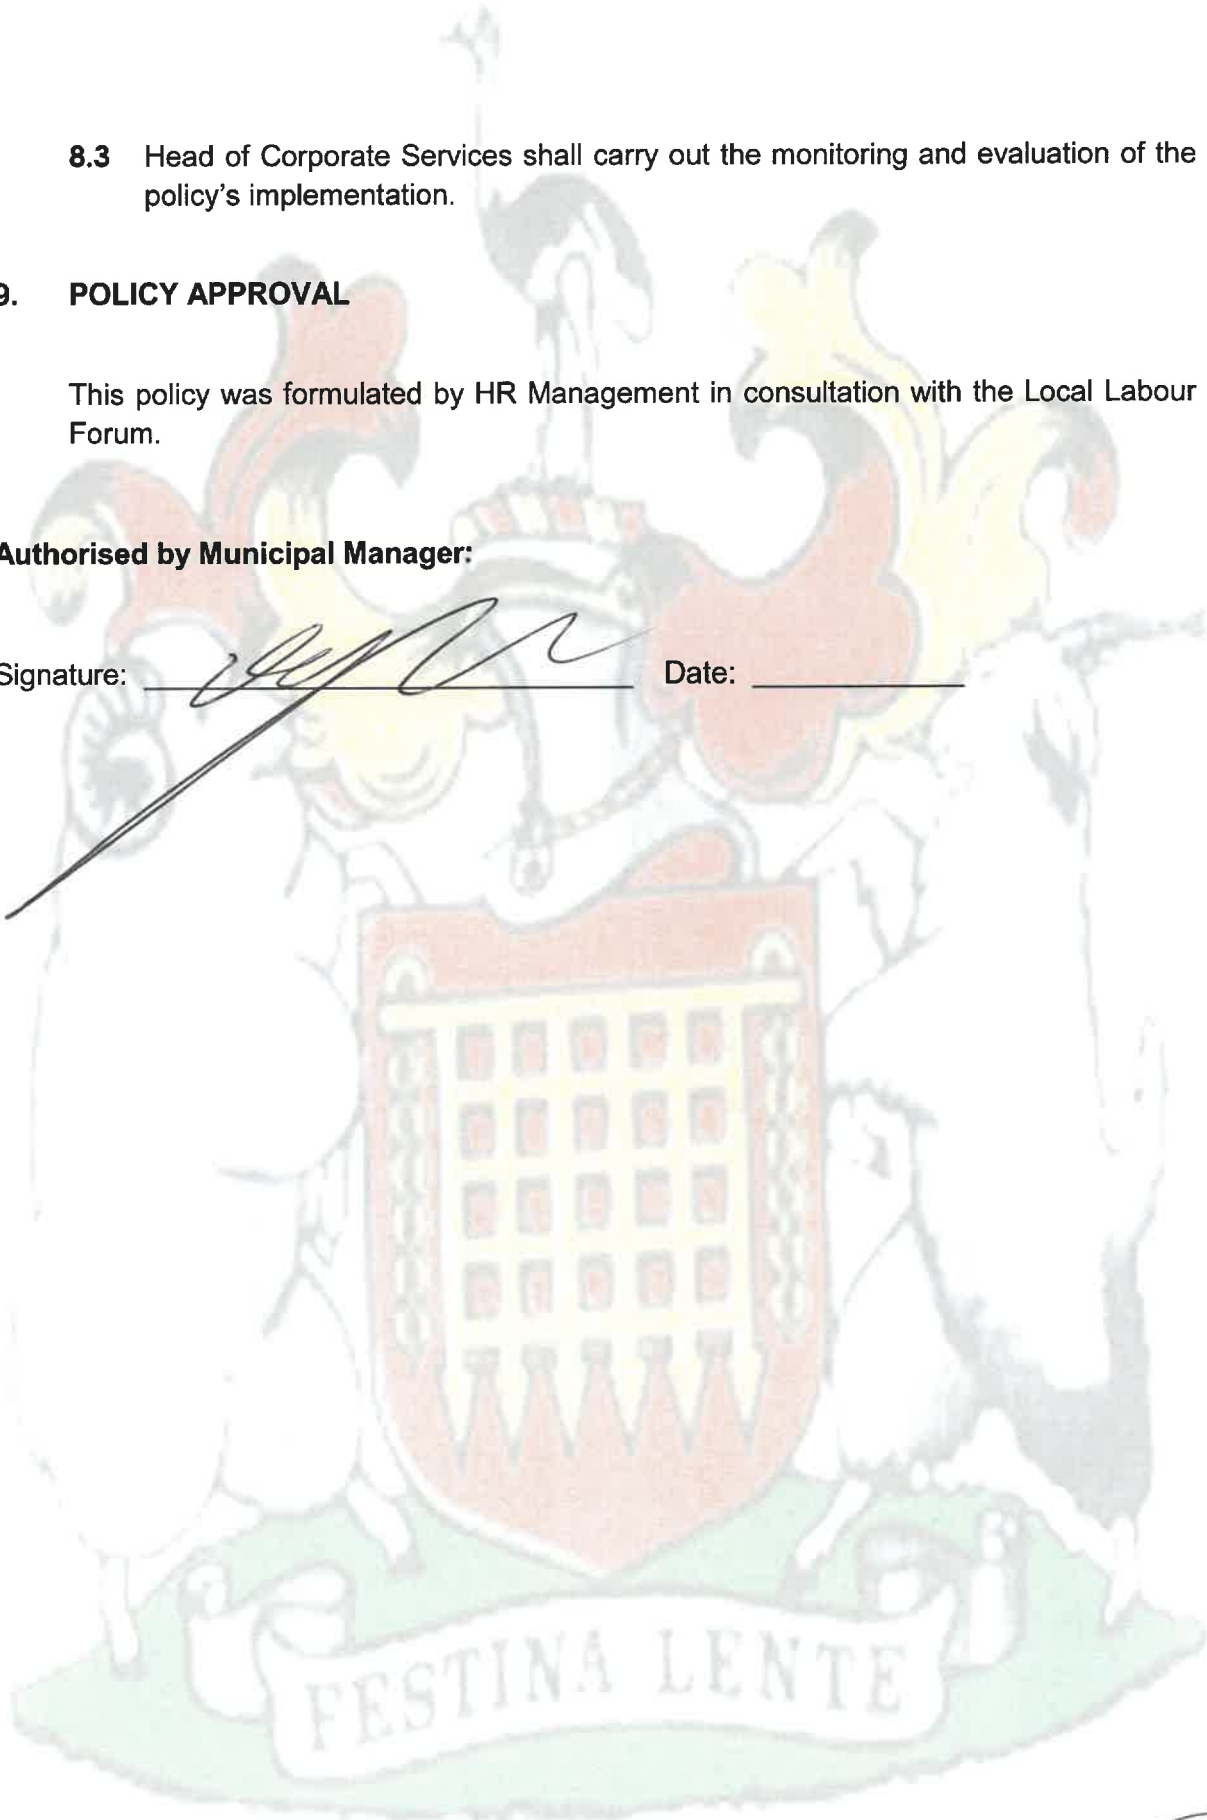 8.3 Head of Corporate Services shall carry out the monitoring and evaluation of the
policy's implementation.
9. POLICY APPROVAL
This policy was formulated by HR Management in consultation with the Local Labour
Forum.
Authorised by Municipal Manager:
Signature: Date:
FESTINA LENTE